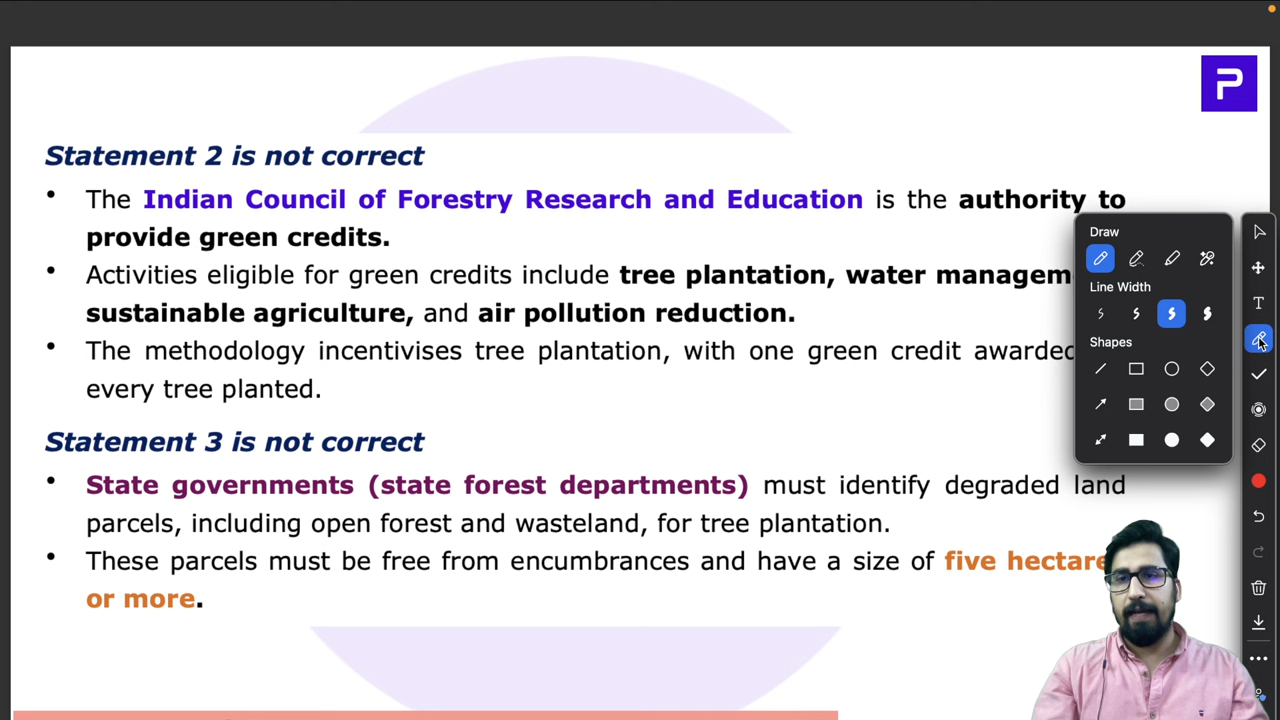 P
Statement 2 is not correct
• The Indian Council of Forestry Research and Education is the authority to
provide green credits.
• Activities eligible for green credits include tree plantation, water managem
sustainable agriculture, and air pollution reduction.
• The methodology incentivises tree plantation, with one green credit awarded
every tree planted.
Statement 3 is not correct
• State governments (state forest departments) must identify degraded land
parcels, including open forest and wasteland, for tree plantation.
• These parcels must be free from encumbrances and have a size of five hectare
or more.
Draw
Line Width
Shapes
T